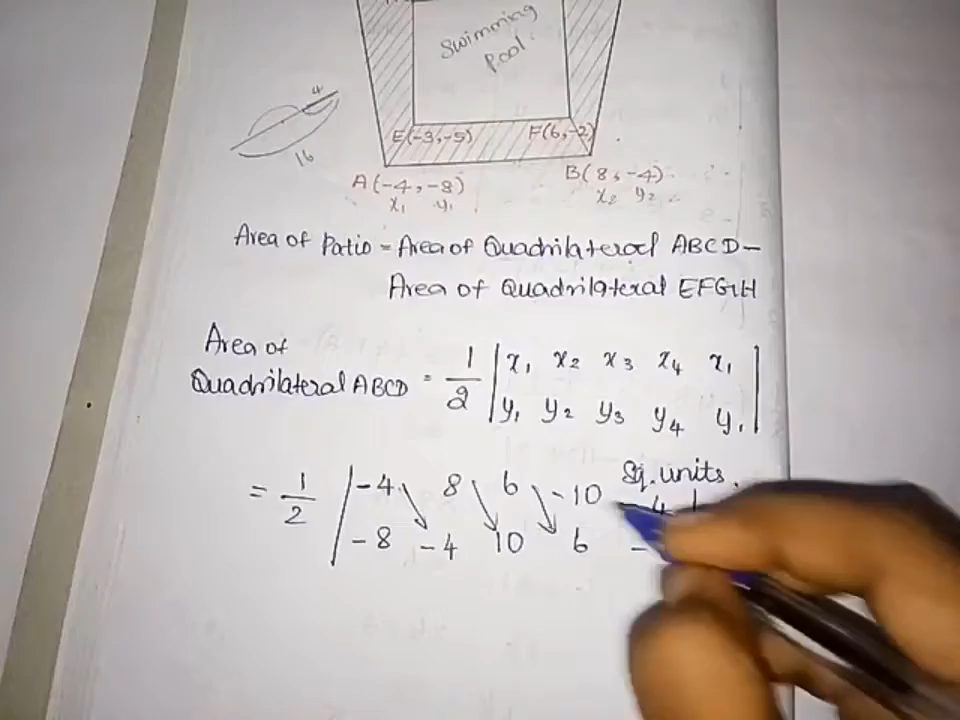 Swimming
Pool
4
16
E(-3,-5) F(6,-2)
A(-4,-8) B(8,-4)
x₁ y₁ x₂ y₂
Area of Patio = Area of Quadrilateral ABCD -
Area of Quadrilateral EFGH
Area of
Quadrilateral ABCD = 1/2 | x₁ x₂ x₃ x₄ x₁
y₁ y₂ y₃ y₄ y₁ |
Sq. units.
= 1/2 | -4 8 6 -10 -4 |
-8 -4 10 6 -